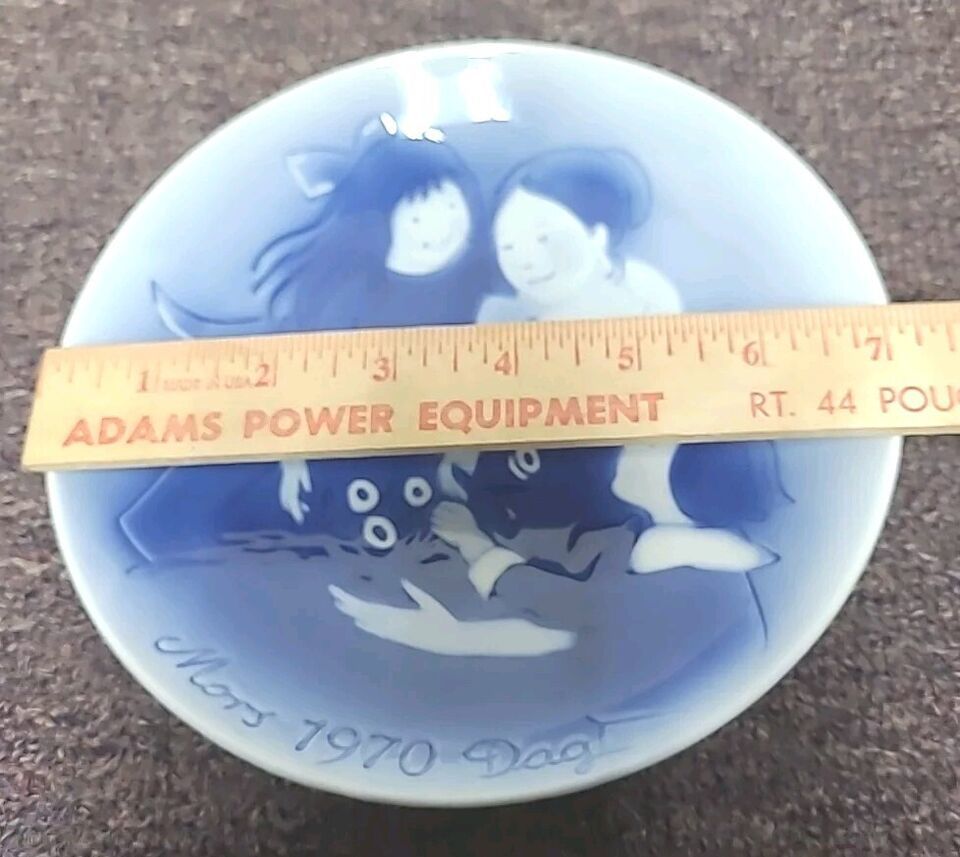 1 MADE IN USA 2 3 4 5 6 7
ADAMS POWER EQUIPMENT RT. 44 POU
Mors 1970 Dag